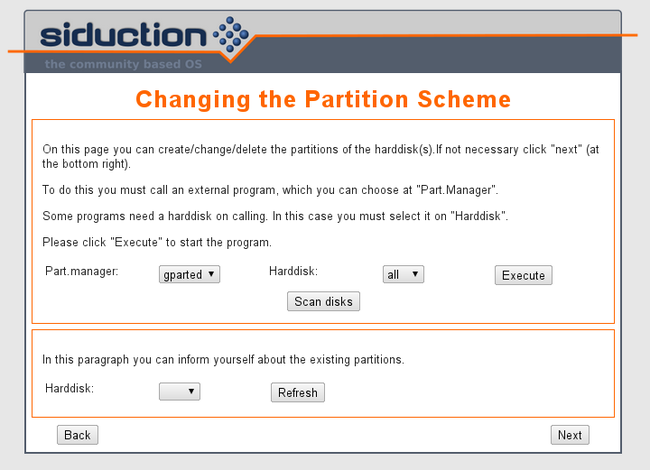 siduction
the community based OS
Changing the Partition Scheme
On this page you can create/change/delete the partitions of the harddisk(s).If not necessary click "next" (at
the bottom right).
To do this you must call an external program, which you can choose at "Part.Manager".
Some programs need a harddisk on calling. In this case you must select it on "Harddisk".
Please click "Execute" to start the program.
Part.manager: gparted Harddisk: all Execute
Scan disks
In this paragraph you can inform yourself about the existing partitions.
Harddisk: Refresh
Back Next